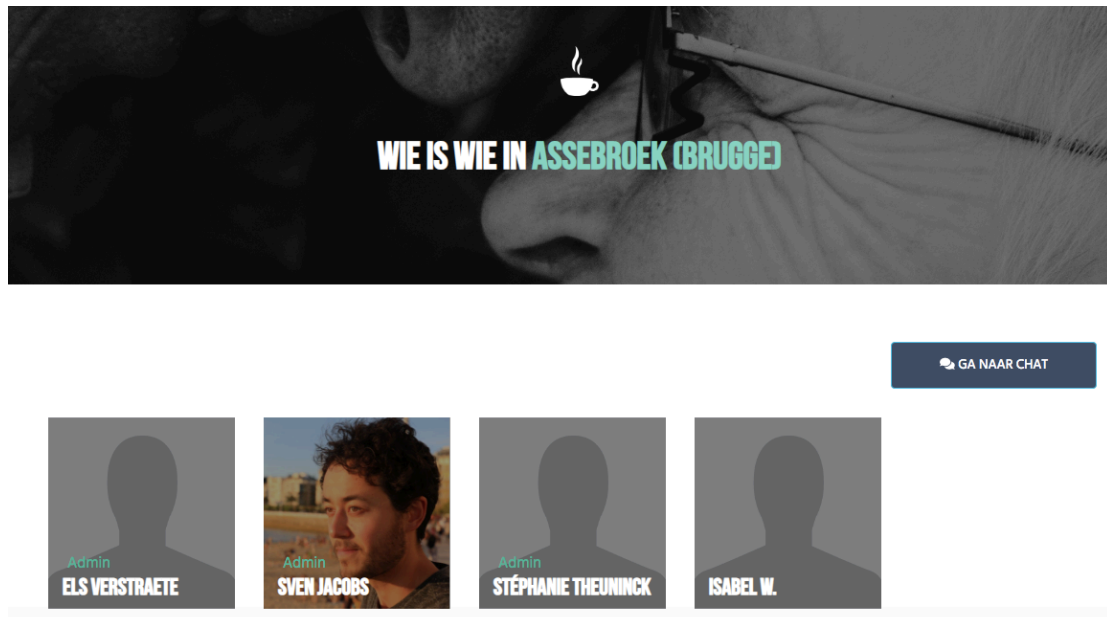 WIE IS WIE IN ASSEBROEK (BRUGGE)
GA NAAR CHAT
Admin
ELS VERSTRAETE
Admin
SVEN JACOBS
Admin
STÉPHANIE THEUNINCK
ISABEL W.